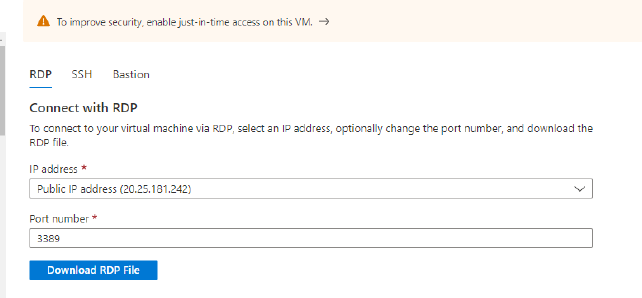 To improve security, enable just-in-time access on this VM. →
RDP SSH Bastion
Connect with RDP
To connect to your virtual machine via RDP, select an IP address, optionally change the port number, and download the
RDP file.
IP address *
Public IP address (20.25.181.242)
Port number *
3389
Download RDP File